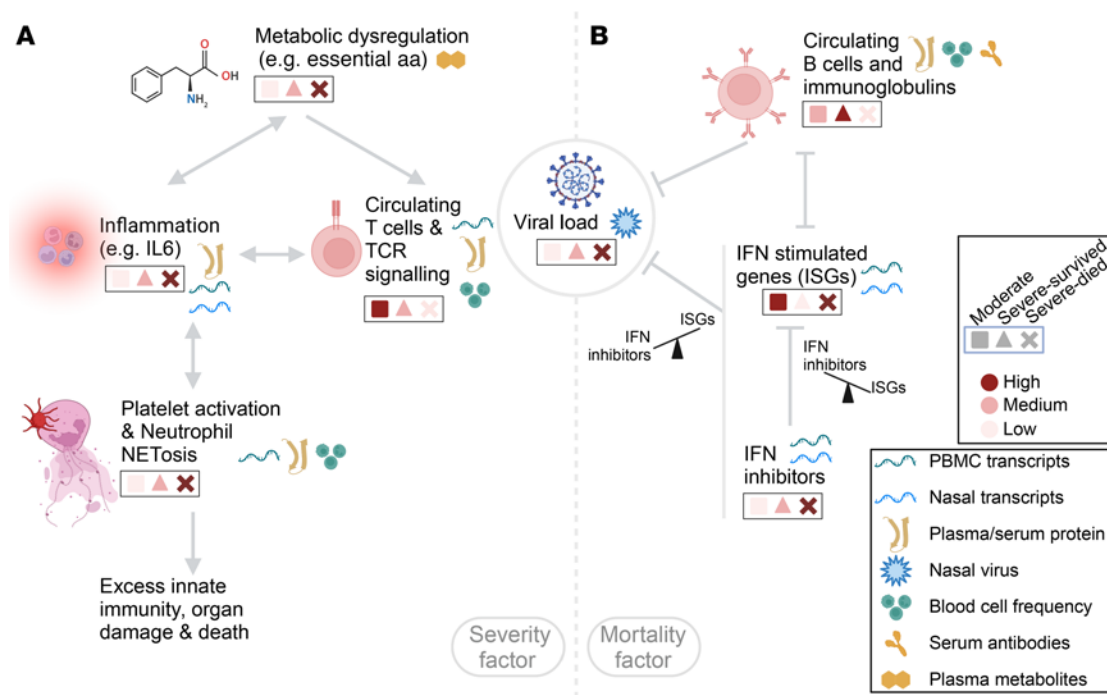 A
Metabolic dysregulation
(e.g. essential aa)
O
OH
NH2
Inflammation
(e.g. IL6)
Circulating
T cells &
TCR
signalling
Platelet activation
& Neutrophil
NETosis
Excess innate
immunity, organ
damage & death
Viral load
Severity
factor
Mortality
factor
B
Circulating
B cells and
immunoglobulins
IFN stimulated
genes (ISGs)
ISGs
IFN
inhibitors
IFN
inhibitors
ISGs
IFN
inhibitors
Moderate
Severe-survived
Severe-died
High
Medium
Low
PBMC transcripts
Nasal transcripts
Plasma/serum protein
Nasal virus
Blood cell frequency
Serum antibodies
Plasma metabolites